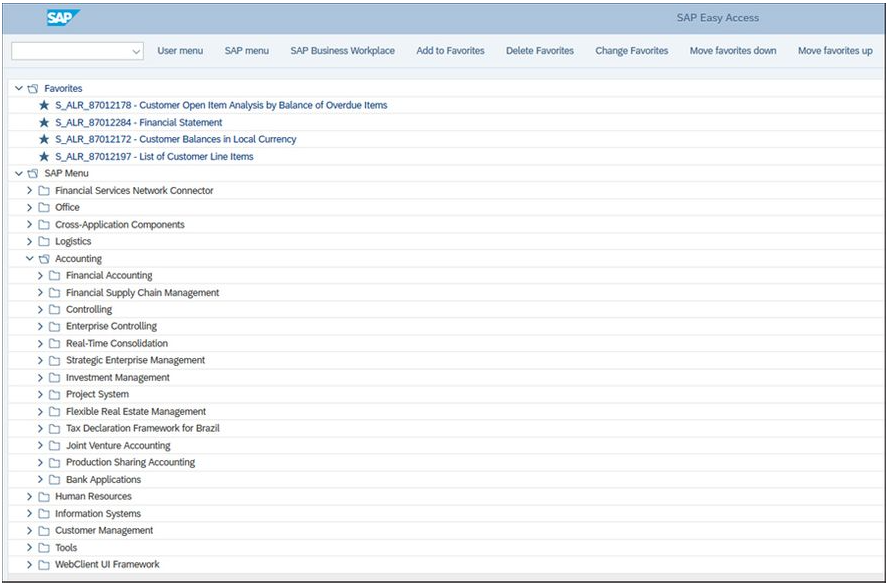 SAP
SAP Easy Access
User menu SAP menu SAP Business Workplace Add to Favorites Delete Favorites Change Favorites Move favorites down Move favorites up
Favorites
S_ALR_87012178 - Customer Open Item Analysis by Balance of Overdue Items
S_ALR_87012284 - Financial Statement
S_ALR_87012172 - Customer Balances in Local Currency
S_ALR_87012197 - List of Customer Line Items
SAP Menu
Financial Services Network Connector
Office
Cross-Application Components
Logistics
Accounting
Financial Accounting
Financial Supply Chain Management
Controlling
Enterprise Controlling
Real-Time Consolidation
Strategic Enterprise Management
Investment Management
Project System
Flexible Real Estate Management
Tax Declaration Framework for Brazil
Joint Venture Accounting
Production Sharing Accounting
Bank Applications
Human Resources
Information Systems
Customer Management
Tools
WebClient UI Framework